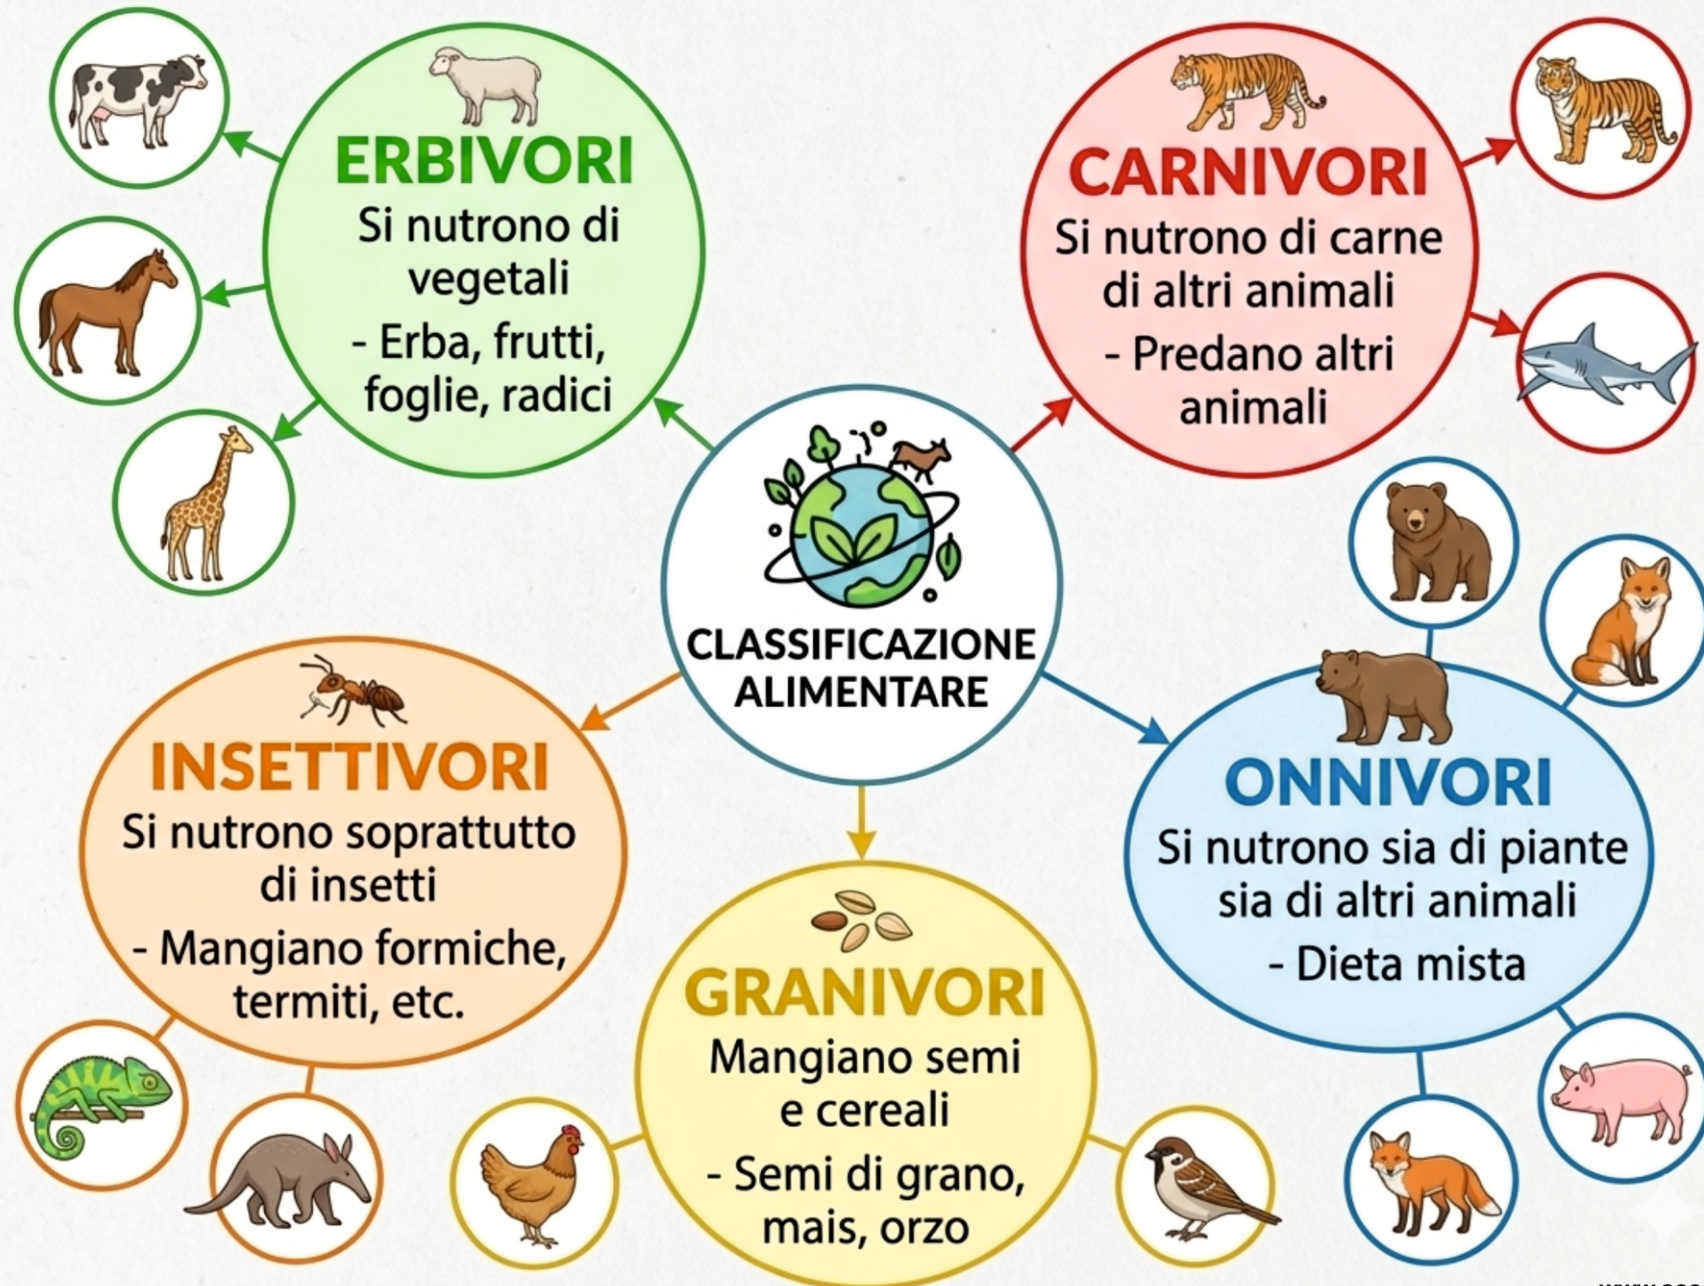 ERBIVORI
Si nutrono di
vegetali
- Erba, frutti,
foglie, radici
CARNIVORI
Si nutrono di carne
di altri animali
- Predano altri
animali
CLASSIFICAZIONE
ALIMENTARE
INSETTIVORI
Si nutrono soprattutto
di insetti
- Mangiano formiche,
termiti, etc.
GRANIVORI
Mangiano semi
e cereali
- Semi di grano,
mais, orzo
ONNIVORI
Si nutrono sia di piante
sia di altri animali
- Dieta mista